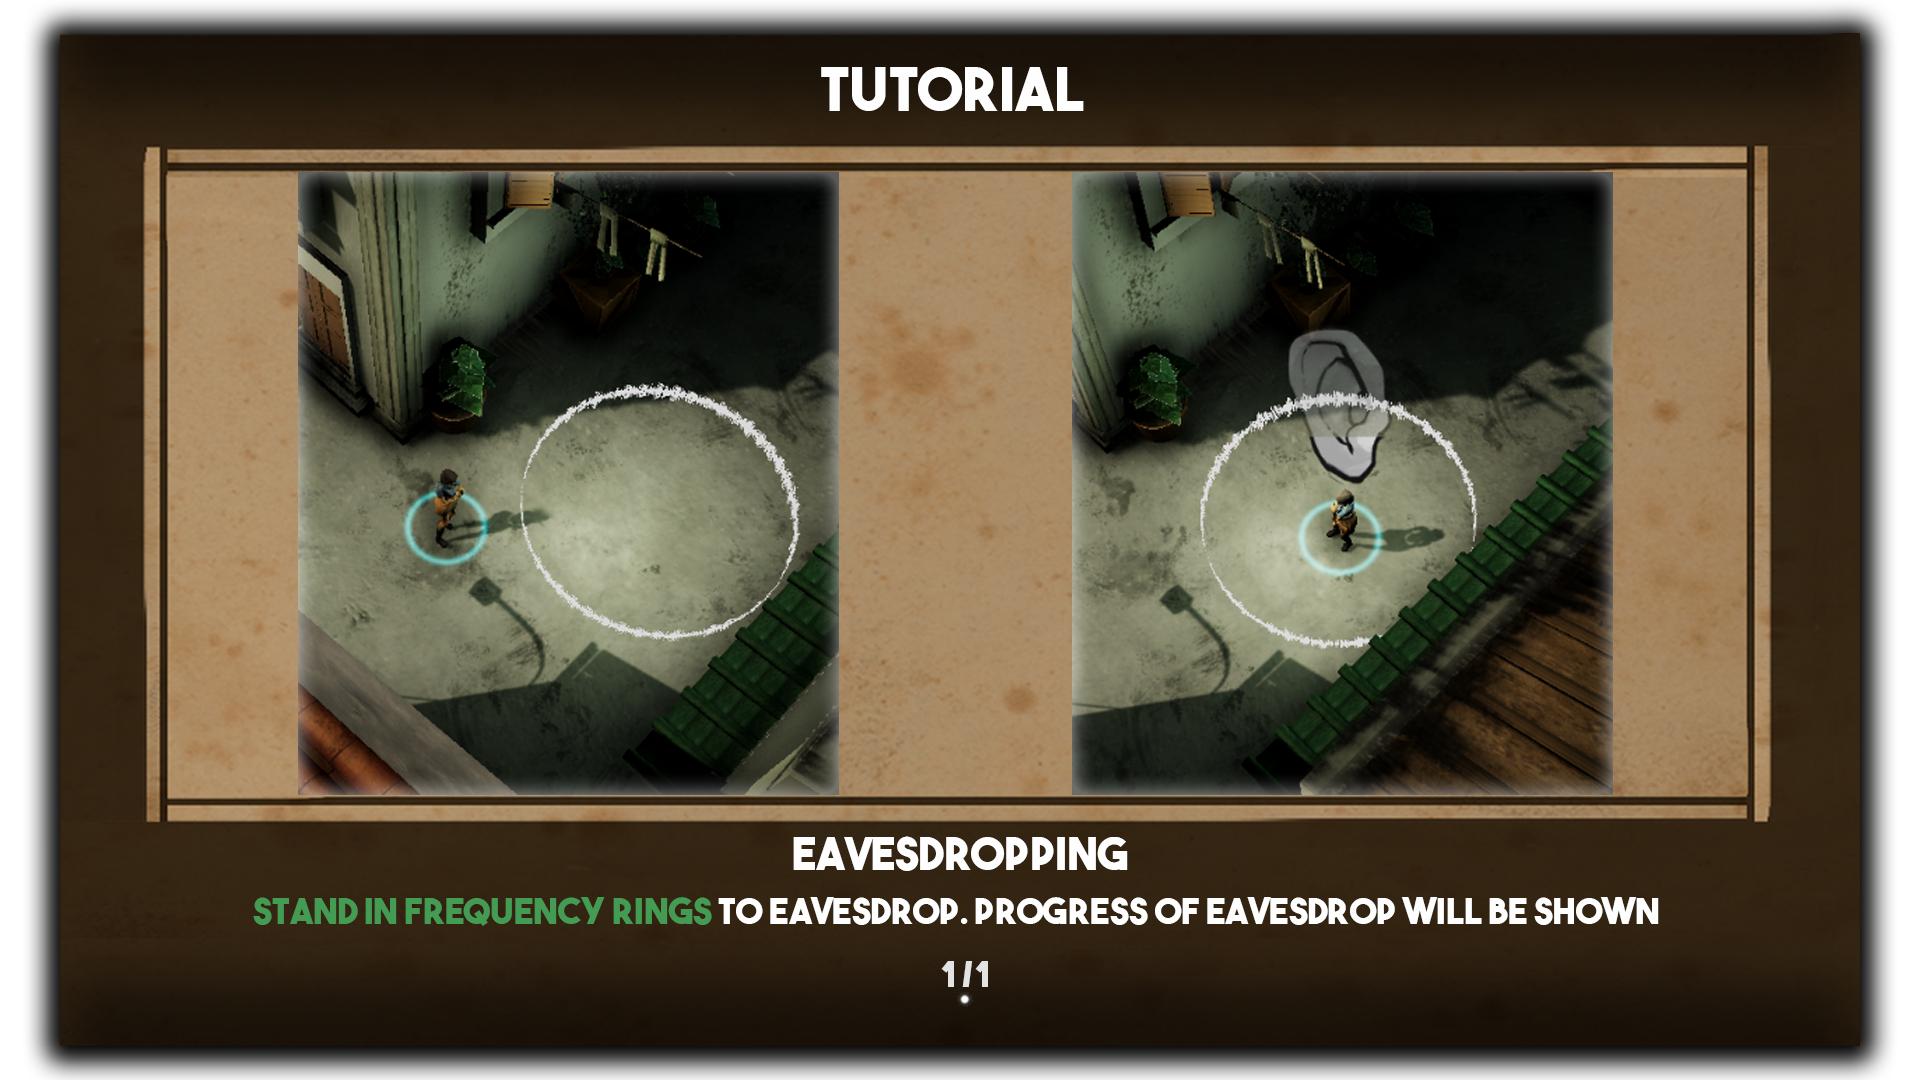 TUTORIAL
EAVESDROPPING
STAND IN FREQUENCY RINGS TO EAVESDROP. PROGRESS OF EAVESDROP WILL BE SHOWN
1/1